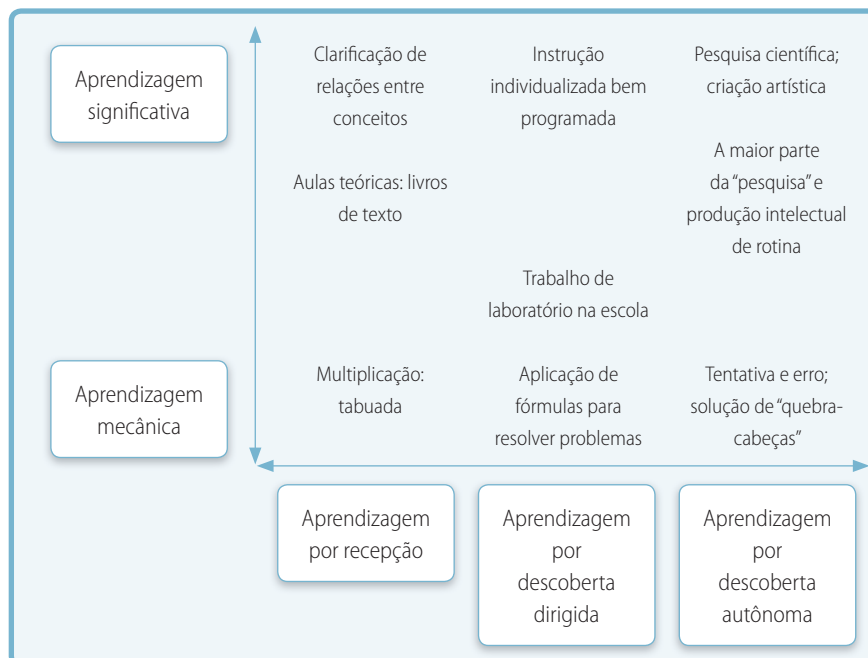 Aprendizagem
significativa
Clarificação de
relações entre
conceitos
Instrução
individualizada bem
programada
Pesquisa científica;
criação artística
Aulas teóricas: livros
de texto
A maior parte
da “pesquisa” e
produção intelectual
de rotina
Trabalho de
laboratório na escola
Aprendizagem
mecânica
Multiplicação:
tabuada
Aplicação de
fórmulas para
resolver problemas
Tentativa e erro;
solução de “quebra-
cabeças”
Aprendizagem
por recepção
Aprendizagem
por
descoberta
dirigida
Aprendizagem
por
descoberta
autônoma